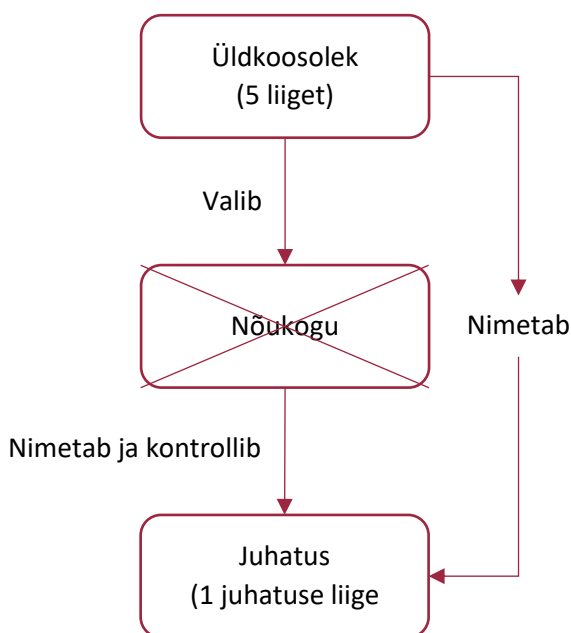 Üldkoosolek
(5 liiget)
Valib
Nõukogu
Nimetab
Nimetab ja kontrollib
Juhatus
(1 juhatuse liige